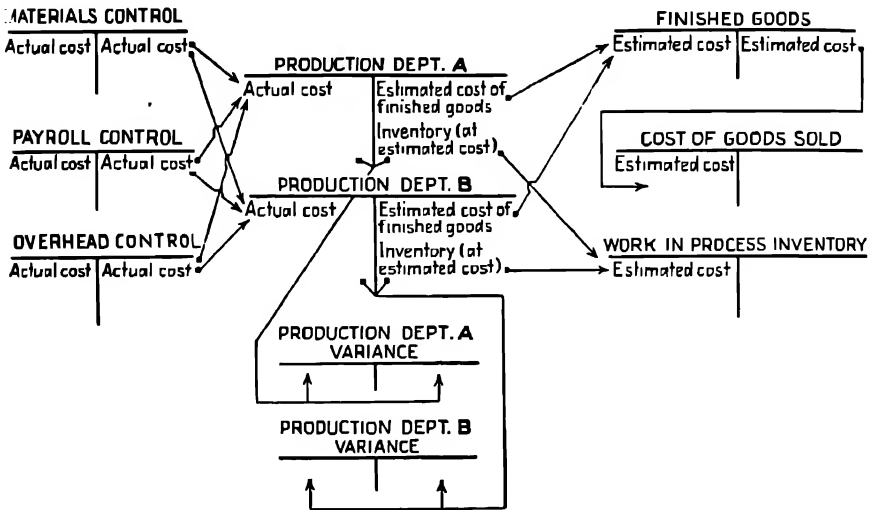 MATERIALS CONTROL
Actual cost Actual cost
PAYROLL CONTROL
Actual cost Actual cost
OVERHEAD CONTROL
Actual cost Actual cost
PRODUCTION DEPT. A
Actual cost Estimated cost of
finished goods
Inventory (at
estimated cost)
PRODUCTION DEPT. B
Actual cost Estimated cost of
finished goods
Inventory (at
estimated cost)
PRODUCTION DEPT. A
VARIANCE
PRODUCTION DEPT. B
VARIANCE
FINISHED GOODS
Estimated cost Estimated cost
COST OF GOODS SOLD
Estimated cost
WORK IN PROCESS INVENTORY
Estimated cost